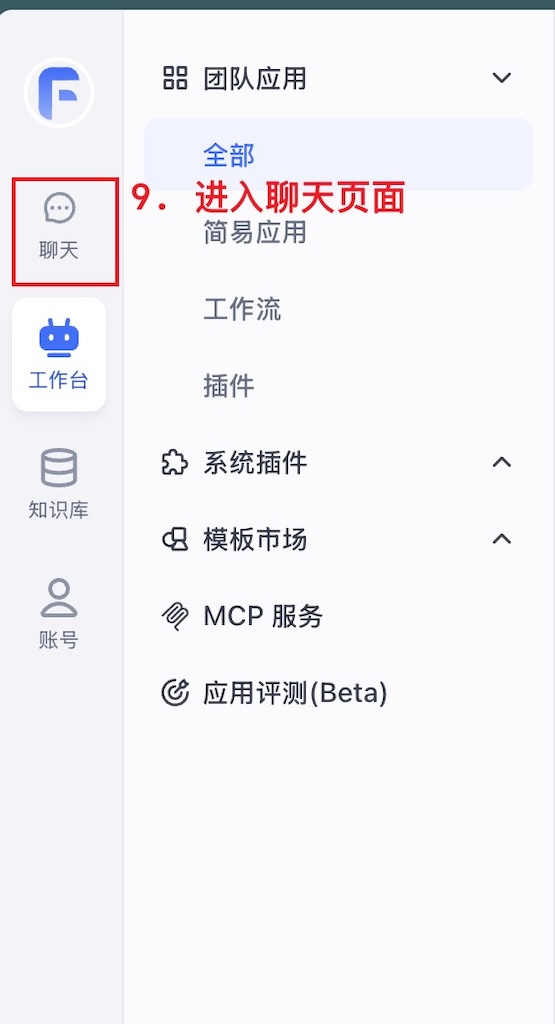 聊天
工作台
知识库
账号
团队应用
全部
9. 进入聊天页面
简易应用
工作流
插件
系统插件
模板市场
MCP 服务
应用评测(Beta)